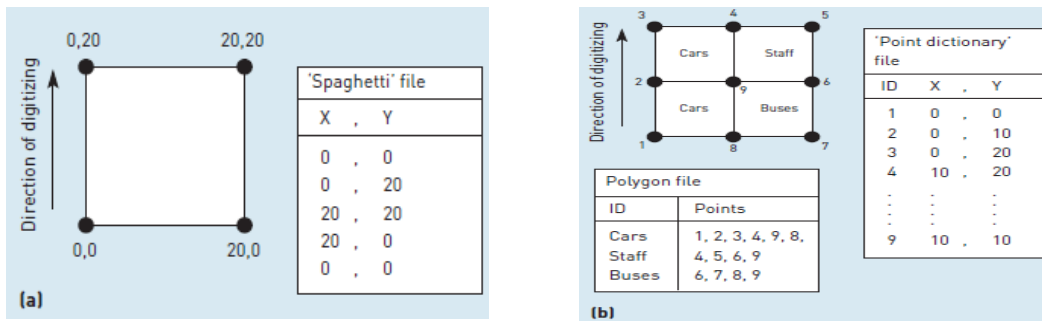 0,20 20,20
Direction of digitizing
0,0 20,0
'Spaghetti' file
X , Y
0 , 0
0 , 20
20 , 20
20 , 0
0 , 0
(a)
3 4 5
Cars Staff
Direction of digitizing
2 9 6
Cars Buses
1 8 7
Polygon file
ID Points
Cars 1, 2, 3, 4, 9, 8,
Staff 4, 5, 6, 9
Buses 6, 7, 8, 9
'Point dictionary'
file
ID X , Y
1 0 , 0
2 0 , 10
3 0 , 20
4 10 , 20
. . .
. . .
. . .
9 10 , 10
(b)